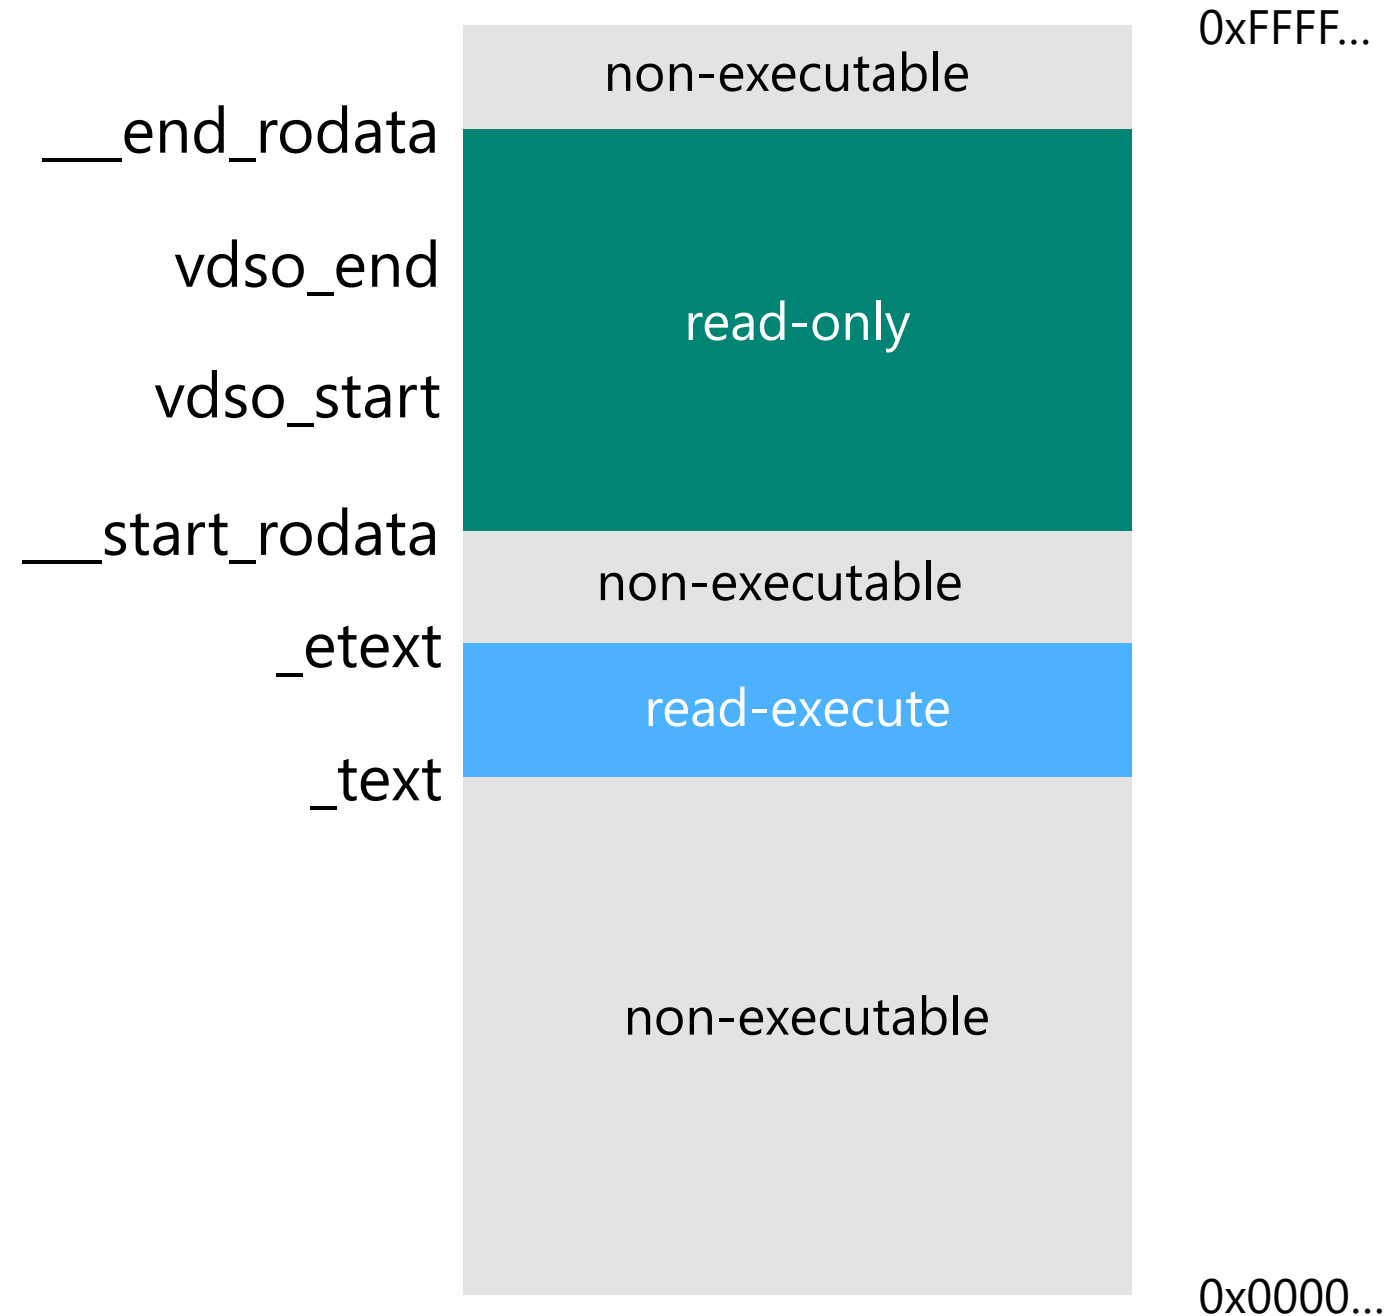 0xFFFF...
non-executable
___end_rodata
vdso_end
read-only
vdso_start
___start_rodata
non-executable
_etext
read-execute
_text
non-executable
0x0000...